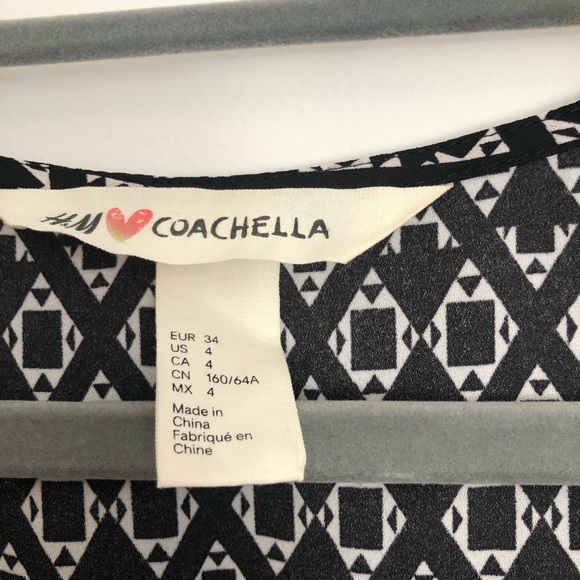 H&M ❤ COACHELLA
EUR 34
US 4
CA 4
CN 160/64A
MX 4
Made in
China
Fabriqué en
Chine